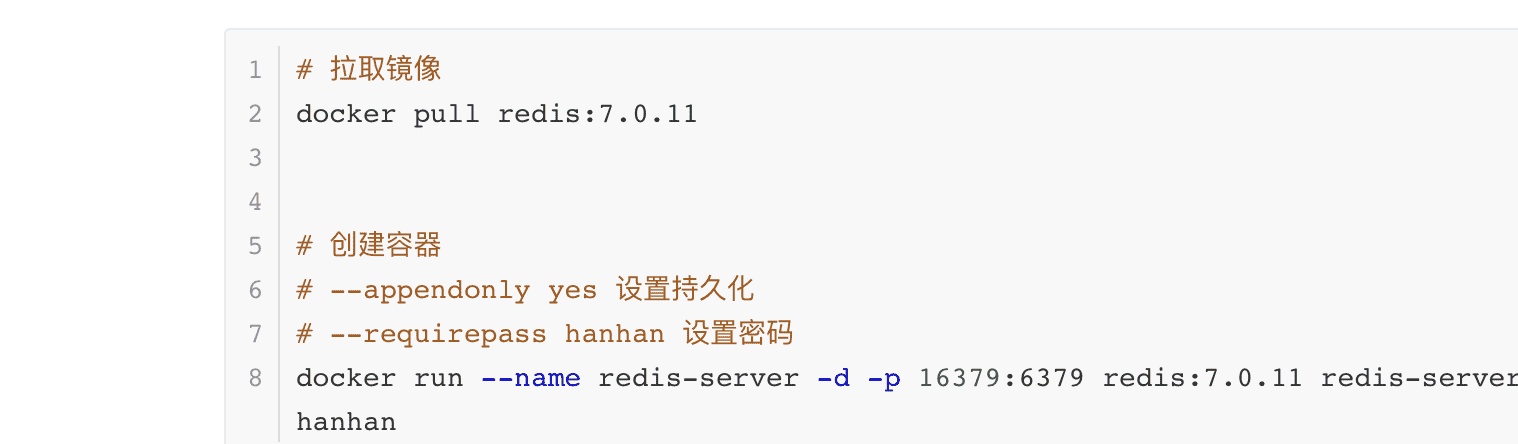 1 # 拉取镜像
2 docker pull redis:7.0.11
3
4
5 # 创建容器
6 # --appendonly yes 设置持久化
7 # --requirepass hanhan 设置密码
8 docker run --name redis-server -d -p 16379:6379 redis:7.0.11 redis-server
hanhan